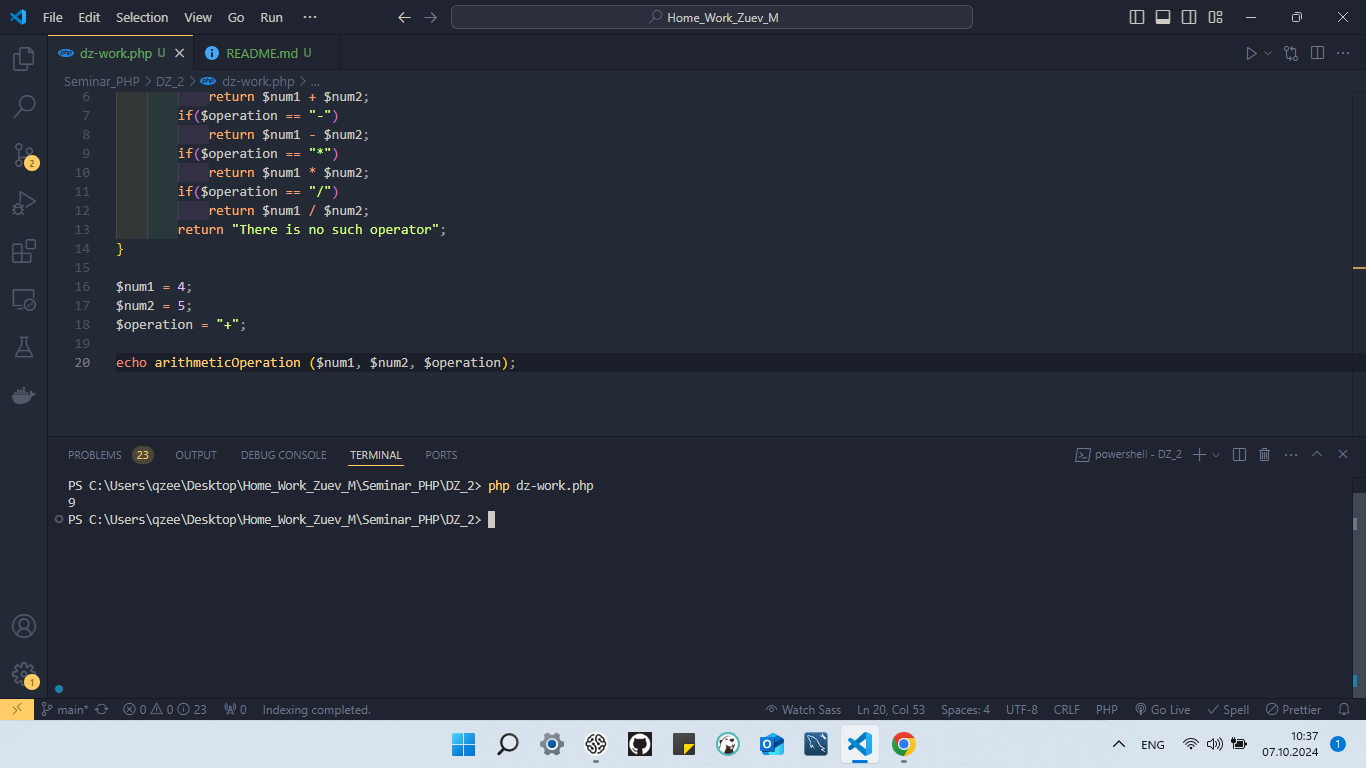 File Edit Selection View Go Run ··· Home_Work_Zuev_M
dz-work.php U README.md U
Seminar_PHP > DZ_2 > dz-work.php > ...
6 return $num1 + $num2;
7 if($operation == "-")
8 return $num1 - $num2;
9 if($operation == "*")
10 return $num1 * $num2;
11 if($operation == "/")
12 return $num1 / $num2;
13 return "There is no such operator";
14 }
15
16 $num1 = 4;
17 $num2 = 5;
18 $operation = "+";
19
20 echo arithmeticOperation ($num1, $num2, $operation);
2
PROBLEMS 23 OUTPUT DEBUG CONSOLE TERMINAL PORTS powershell - DZ_2
PS C:\Users\qzee\Desktop\Home_Work_Zuev_M\Seminar_PHP\DZ_2> php dz-work.php
9
PS C:\Users\qzee\Desktop\Home_Work_Zuev_M\Seminar_PHP\DZ_2>
1
main* 0 0 23 0 Indexing completed. Watch Sass Ln 20, Col 53 Spaces: 4 UTF-8 CRLF PHP Go Live Spell Prettier
ENG 10:37 1
07.10.2024